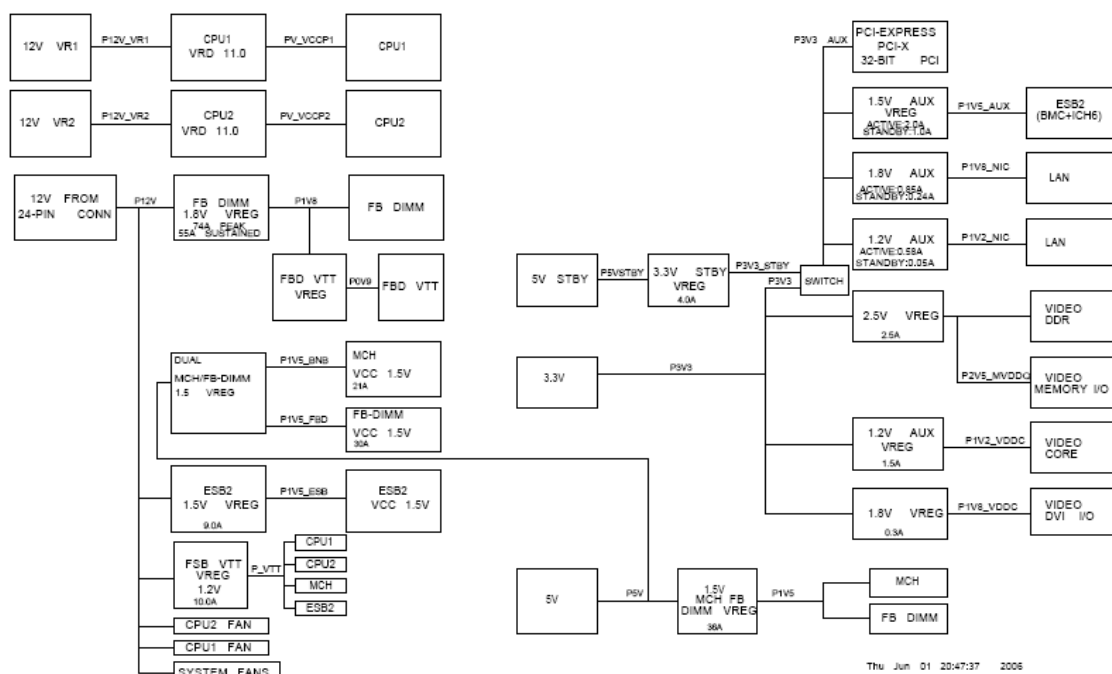 12V VR1
P12V_VR1
CPU1
VRD 11.0
PV_VCCP1
CPU1
12V VR2
P12V_VR2
CPU2
VRD 11.0
PV_VCCP2
CPU2
12V FROM
24-PIN CONN
P12V
FB DIMM
1.8V VREG
74A PEAK
55A SUSTAINED
P1V8
FB DIMM
FBD VTT
VREG
P0V9
FBD VTT
DUAL
MCH/FB-DIMM
1.5 VREG
P1V5_BNB
MCH
VCC 1.5V
21A
P1V5_FBD
FB-DIMM
VCC 1.5V
30A
ESB2
1.5V VREG
9.0A
P1V5_ESB
ESB2
VCC 1.5V
FSB VTT
VREG
1.2V
10.0A
P_VTT
CPU1
CPU2
MCH
ESB2
CPU2 FAN
CPU1 FAN
SYSTEM FANS
P3V3 AUX
PCI-EXPRESS
PCI-X
32-BIT PCI
1.5V AUX
VREG
ACTIVE:2.0A
STANDBY:1.0A
P1V5_AUX
ESB2
(BMC+ICH6)
1.8V AUX
ACTIVE:0.85A
STANDBY:0.24A
P1V8_NIC
LAN
1.2V AUX
ACTIVE:0.58A
STANDBY:0.05A
P1V2_NIC
LAN
5V STBY
P5VSTBY
3.3V STBY
VREG
4.0A
P3V3_STBY
P3V3
SWITCH
2.5V VREG
2.5A
VIDEO
DDR
P2V5_MVDDQ
VIDEO
MEMORY I/O
3.3V
P3V3
1.2V AUX
VREG
1.5A
P1V2_VDDC
VIDEO
CORE
1.8V VREG
0.3A
P1V8_VDDC
VIDEO
DVI I/O
5V
P5V
1.5V
MCH FB
DIMM VREG
36A
P1V5
MCH
FB DIMM
Thu Jun 01 20:47:37 2006